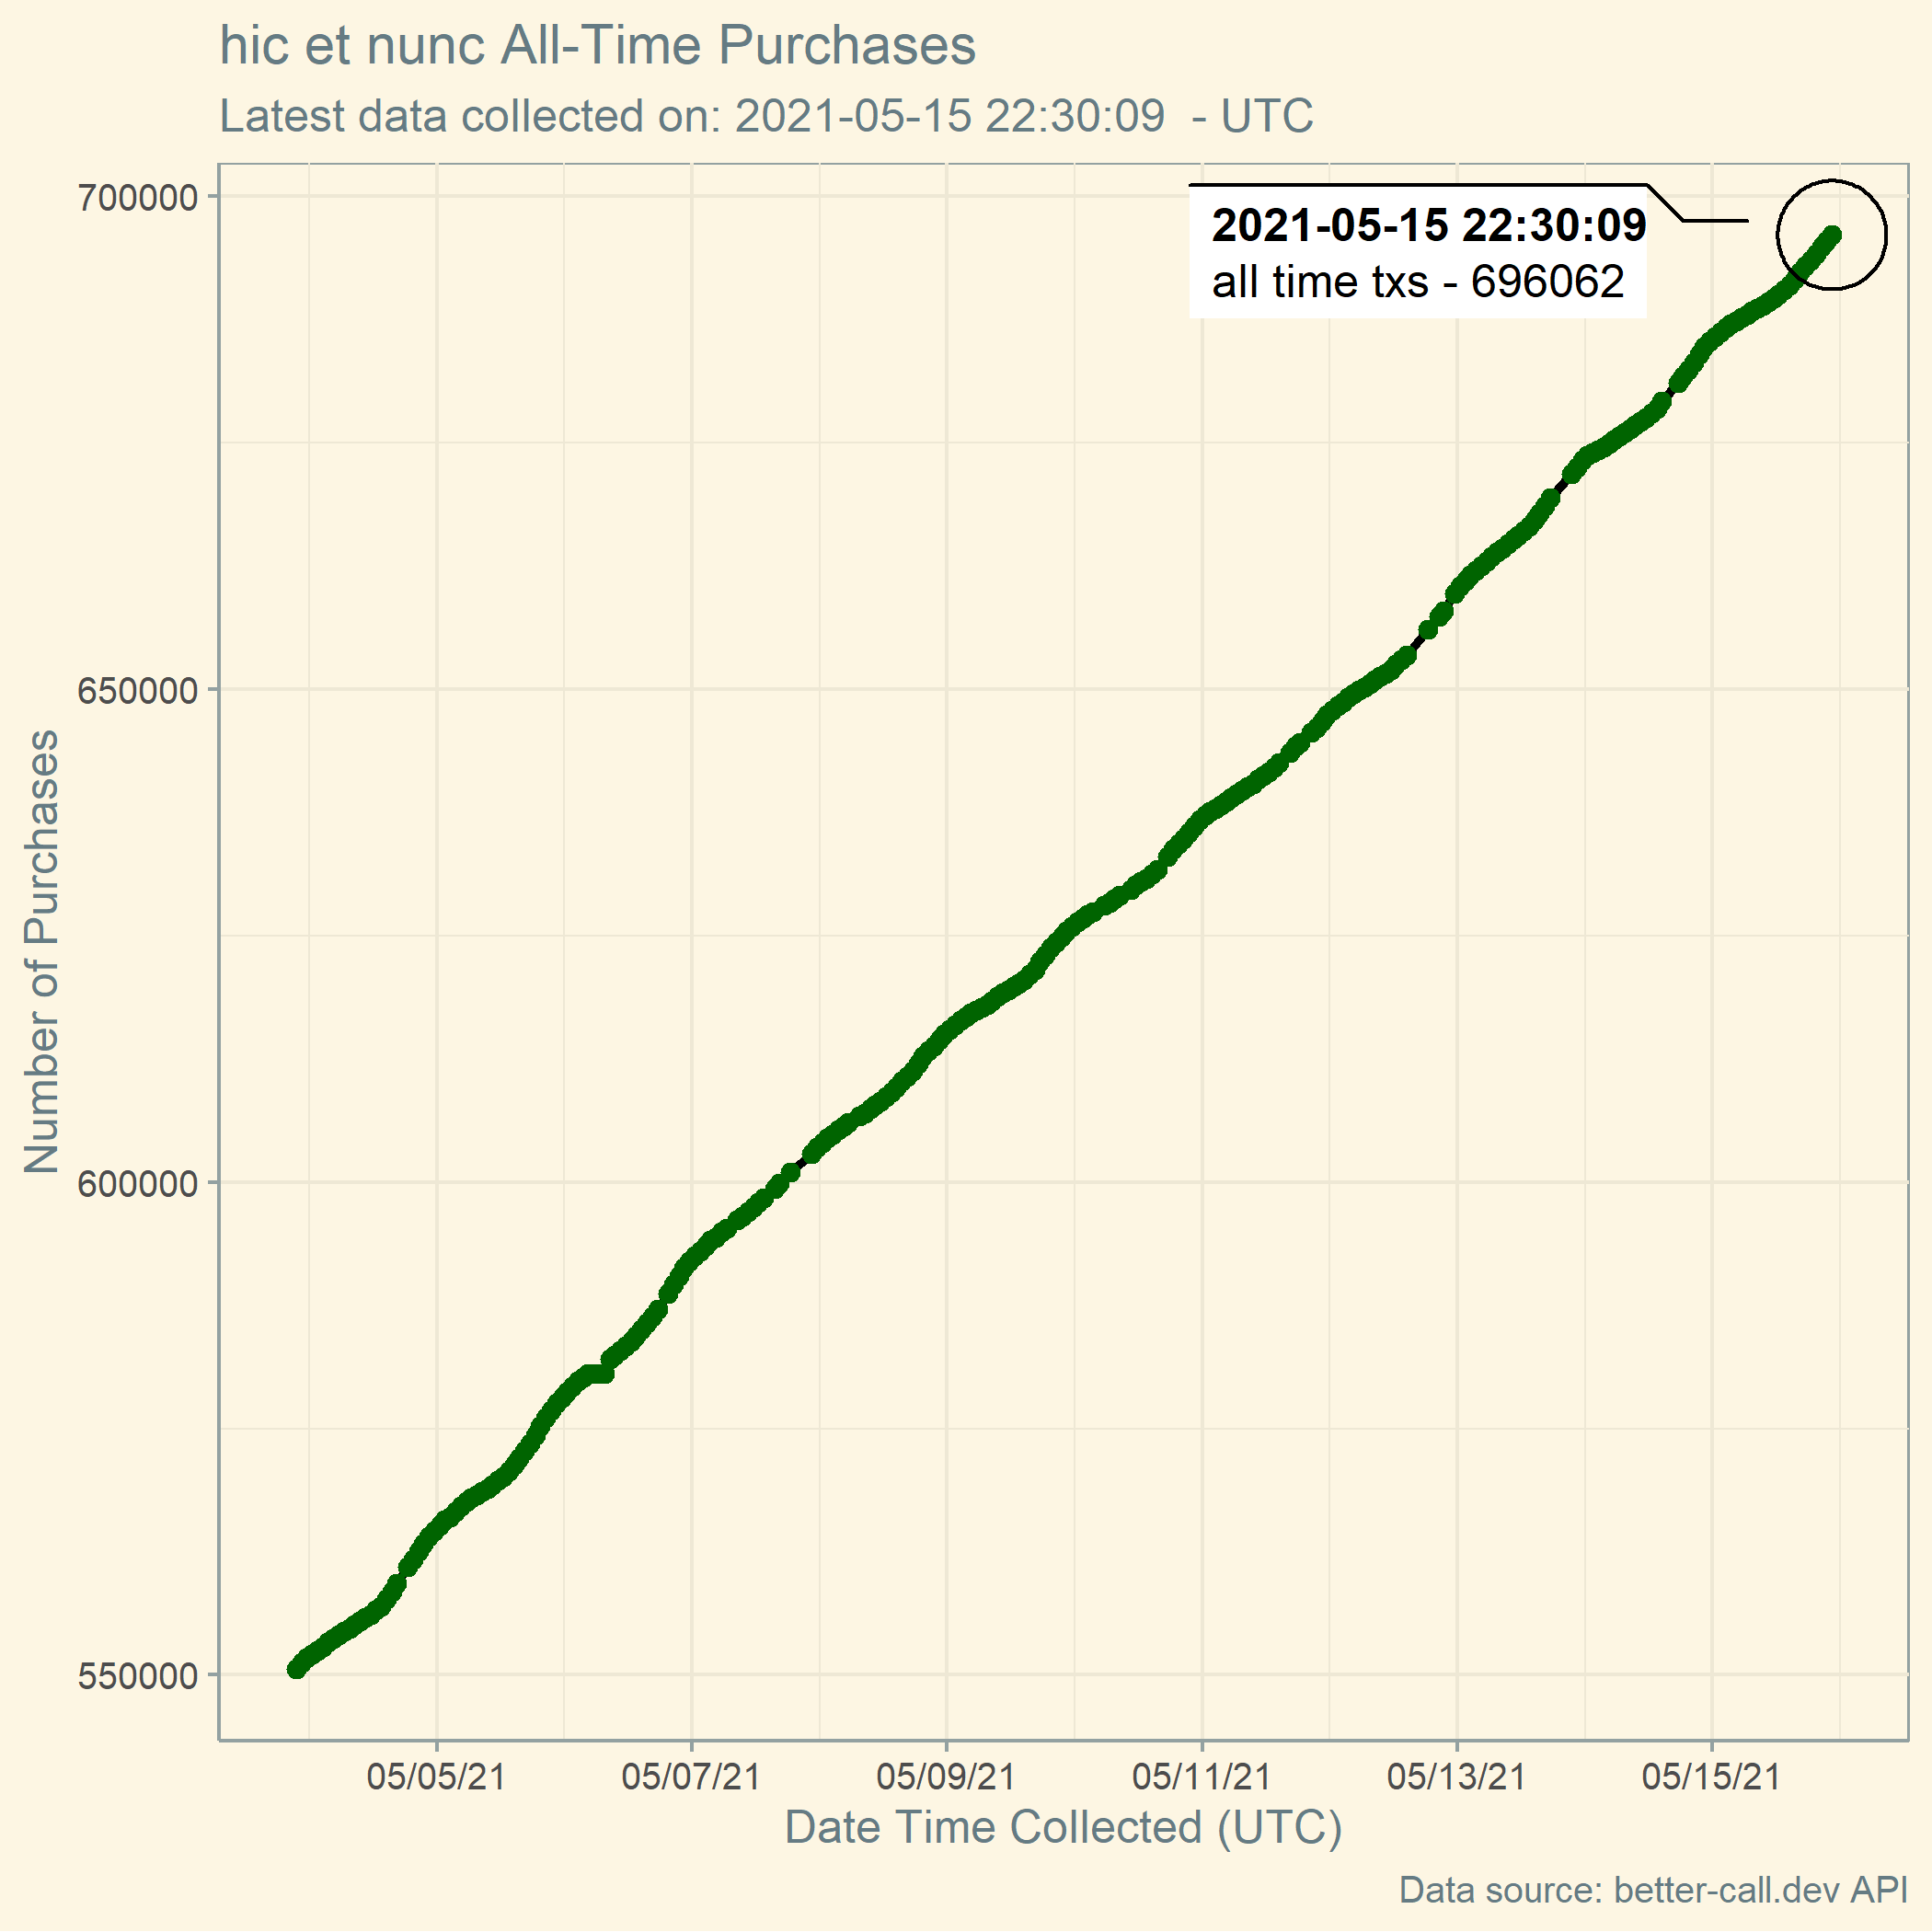 hic et nunc All-Time Purchases
Latest data collected on: 2021-05-15 22:30:09  - UTC
2021-05-15 22:30:09
all time txs - 696062
Number of Purchases
700000
650000
600000
550000
05/05/21
05/07/21
05/09/21
05/11/21
05/13/21
05/15/21
Date Time Collected (UTC)
Data source: better-call.dev API